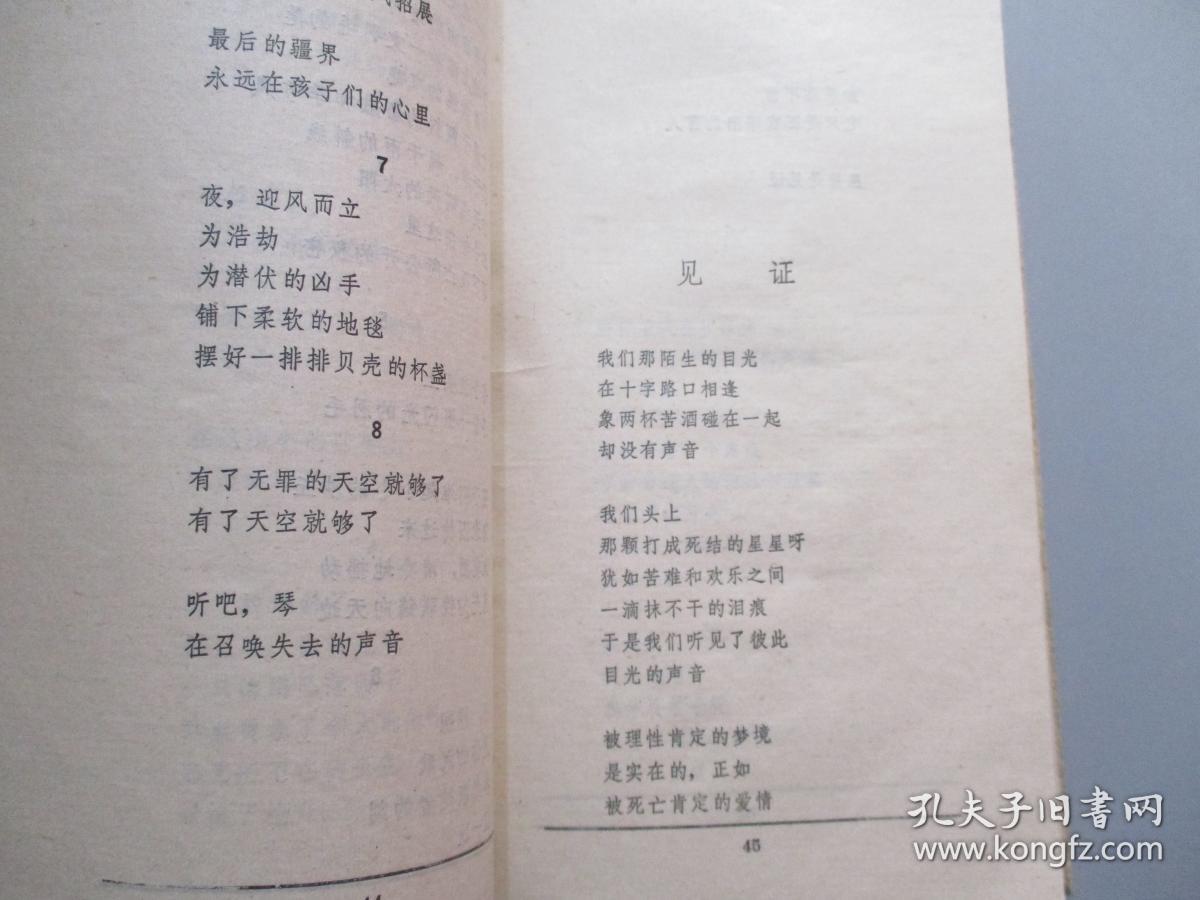 招展
最后的疆界
永远在孩子们的心里
7
夜，迎风而立
为浩劫
为潜伏的凶手
铺下柔软的地毯
摆好一排排贝壳的杯盏
8
有了无罪的天空就够了
有了天空就够了
听吧，琴
在召唤失去的声音
见 证
我们那陌生的目光
在十字路口相逢
象两杯苦酒碰在一起
却没有声音
我们头上
那颗打成死结的星星呀
犹如苦难和欢乐之间
一滴抹不干的泪痕
于是我们听见了彼此
目光的声音
被理性肯定的梦境
是实在的，正如
被死亡肯定的爱情
45
孔夫子旧书网
www.kongfz.com